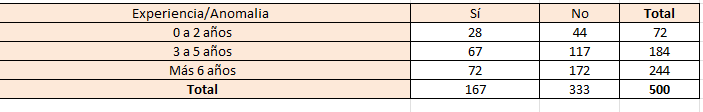 Experiencia/Anomalia Sí No Total
0 a 2 años 28 44 72
3 a 5 años 67 117 184
Más 6 años 72 172 244
Total 167 333 500